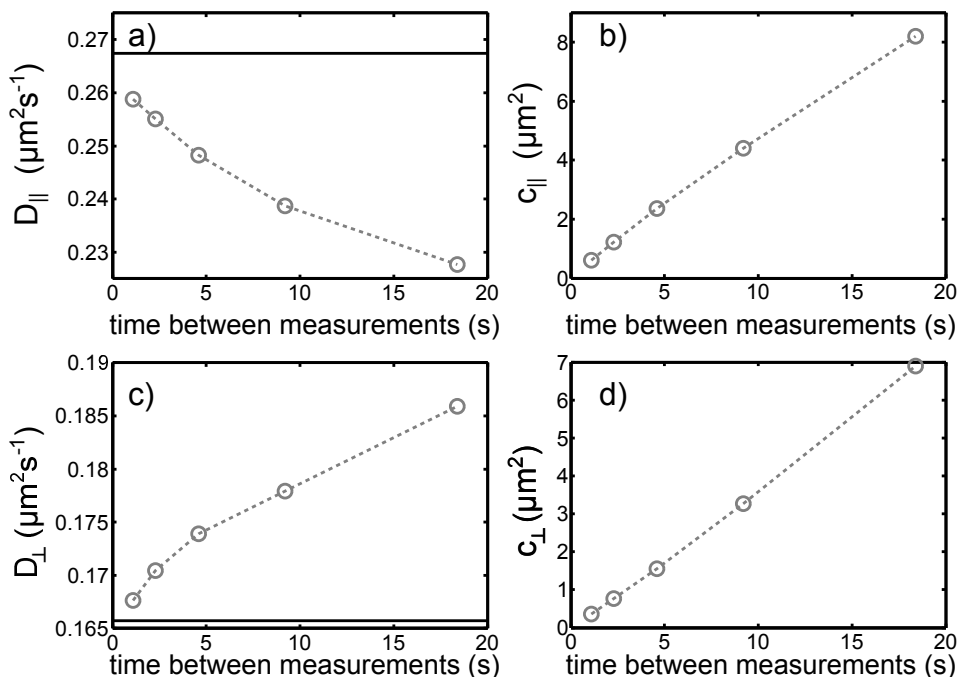 a)
0.27
0.26
0.25
0.24
0.23
D∥ (μm²s⁻¹)
0 5 10 15 20
time between measurements (s)
b)
8
6
4
2
0
c∥ (μm²)
0 5 10 15 20
time between measurements (s)
c)
0.19
0.185
0.18
0.175
0.17
0.165
D⊥ (μm²s⁻¹)
0 5 10 15 20
time between measurements (s)
d)
7
6
5
4
3
2
1
0
c⊥ (μm²)
0 5 10 15 20
time between measurements (s)